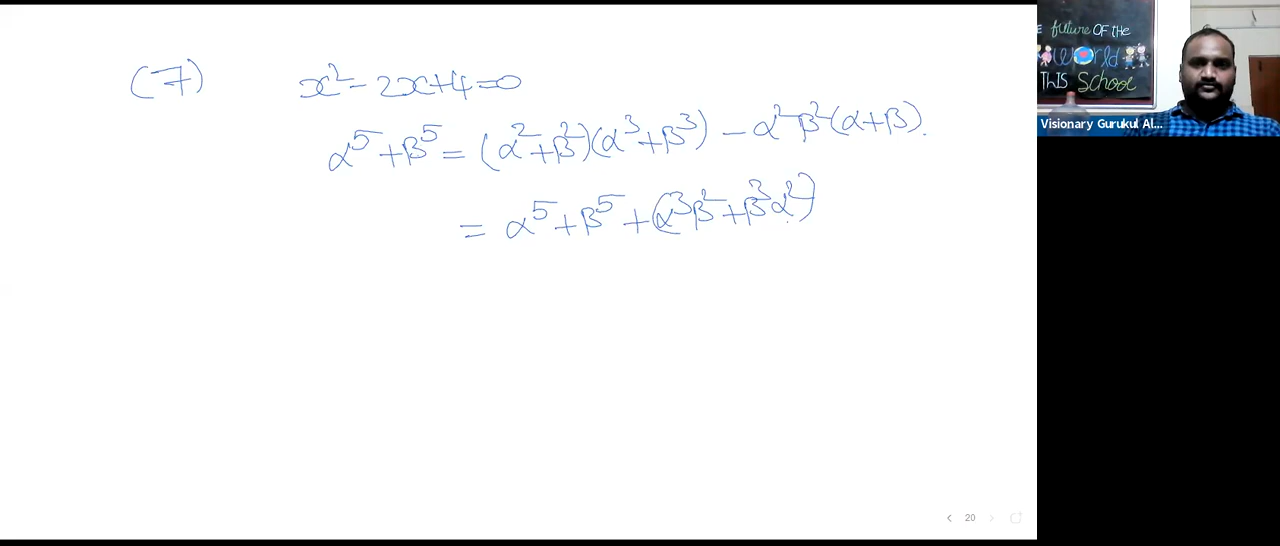 (7) x² - 2x+4=0
α⁵+β⁵ = (α²+β²)(α³+β³) - α²β²(α+β).
= α⁵+β⁵+(α³β²+β³α²)
E future OF tHe
World
THIS School
Visionary Gurukul Al...
< 20 >